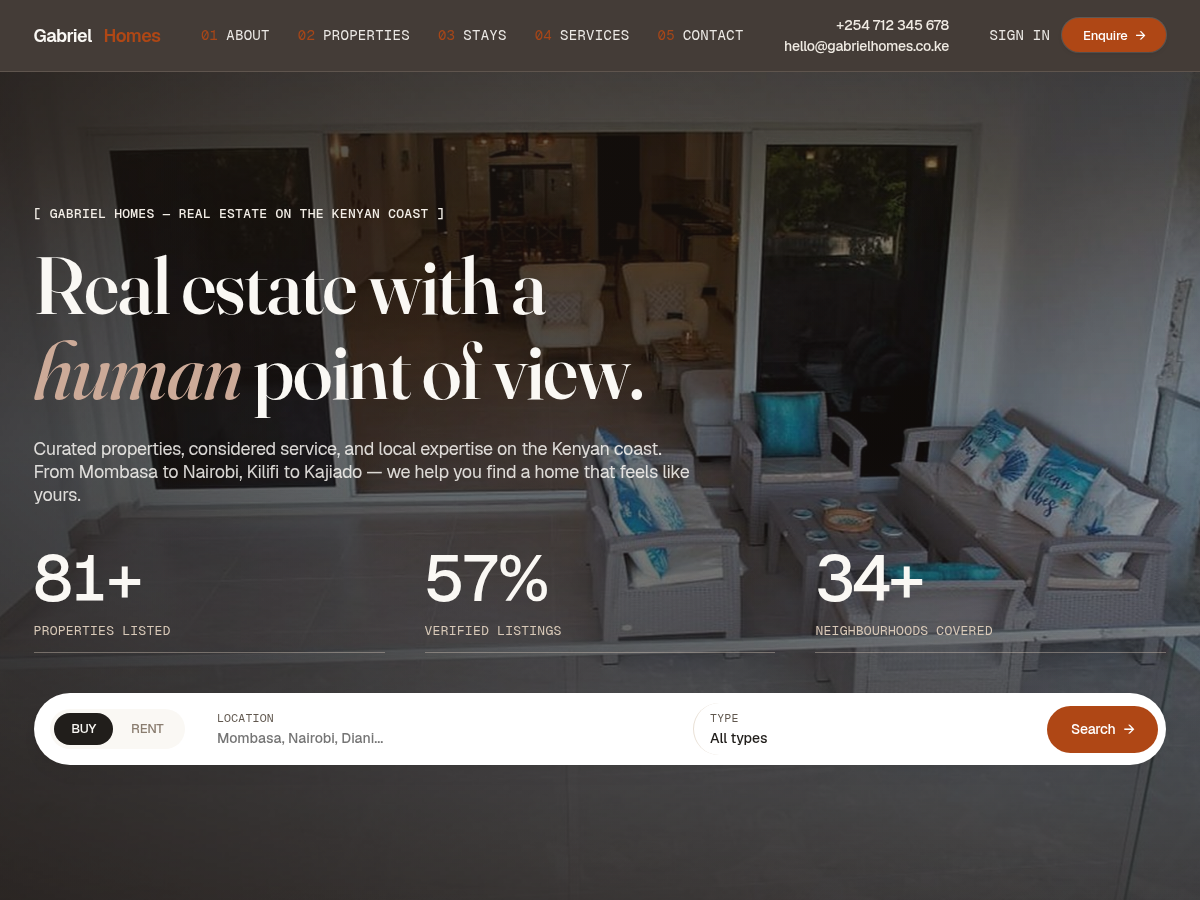 Gabriel Homes
01 ABOUT
02 PROPERTIES
03 STAYS
04 SERVICES
05 CONTACT
+254 712 345 678
hello@gabrielhomes.co.ke
SIGN IN
Enquire →
[ GABRIEL HOMES — REAL ESTATE ON THE KENYAN COAST ]
Real estate with a
human point of view.
Curated properties, considered service, and local expertise on the Kenyan coast.
From Mombasa to Nairobi, Kilifi to Kajiado — we help you find a home that feels like
yours.
81+
PROPERTIES LISTED
57%
VERIFIED LISTINGS
34+
NEIGHBOURHOODS COVERED
BUY
RENT
LOCATION
Mombasa, Nairobi, Diani...
TYPE
All types
Search →